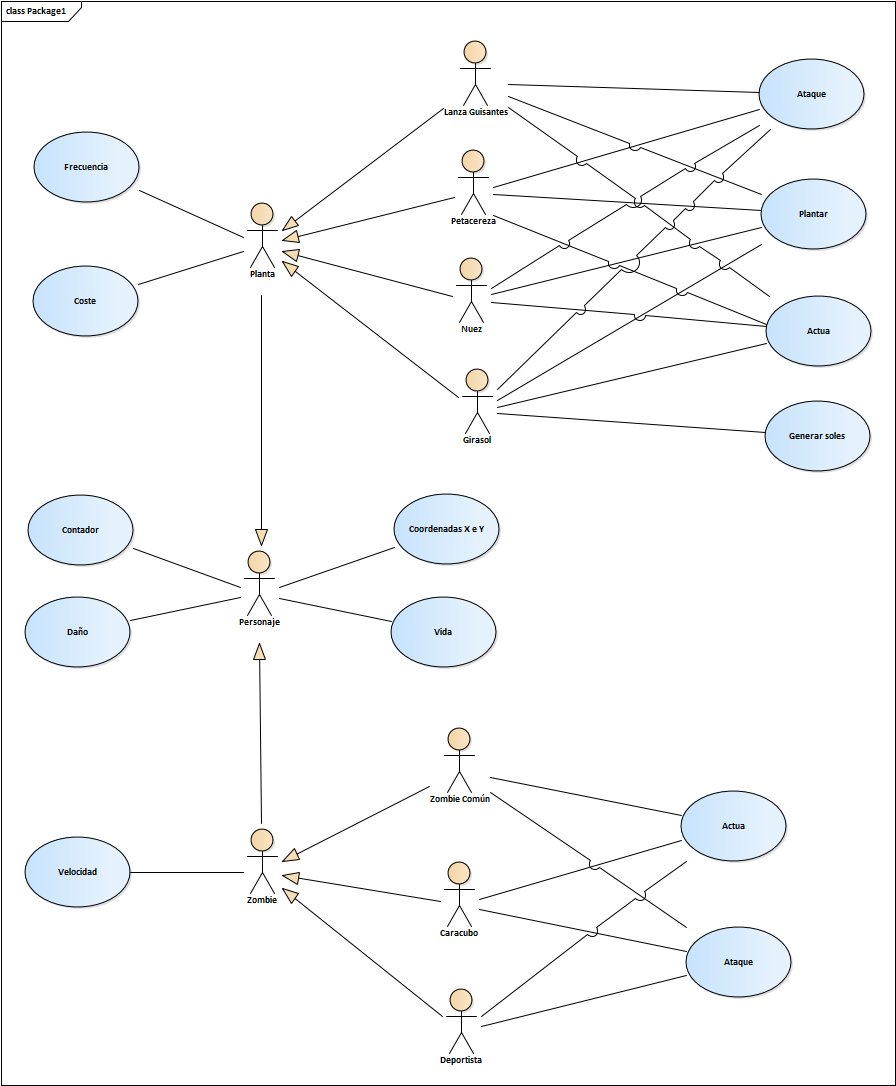 class Package1
Lanza Guisantes
Ataque
Frecuencia
Petacereza
Plantar
Planta
Coste
Nuez
Actua
Girasol
Generar soles
Contador
Coordenadas X e Y
Personaje
Daño
Vida
Zombie Común
Actua
Velocidad
Zombie
Caracubo
Ataque
Deportista